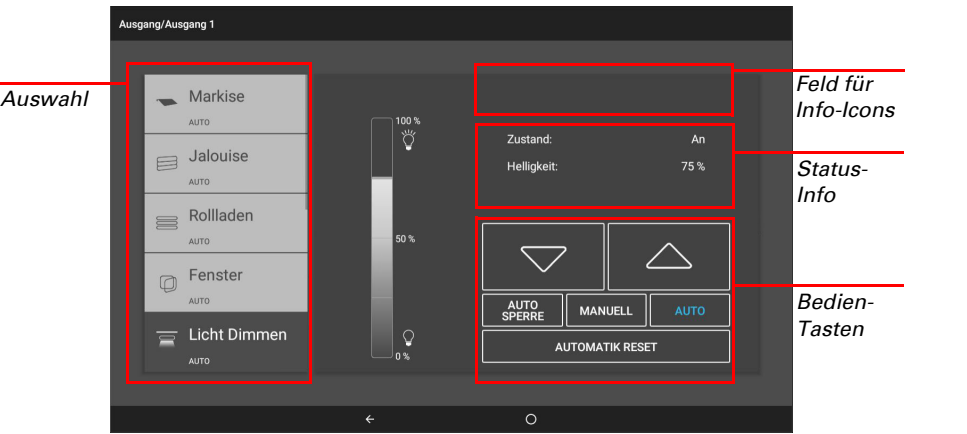 Ausgang/Ausgang 1
Auswahl
Markise
AUTO
Jalouise
AUTO
Rollladen
AUTO
Fenster
AUTO
Licht Dimmen
AUTO
100 %
50 %
0 %
Zustand: An
Helligkeit: 75 %
AUTO
SPERRE
MANUELL
AUTO
AUTOMATIK RESET
Feld für
Info-Icons
Status-
Info
Bedien-
Tasten